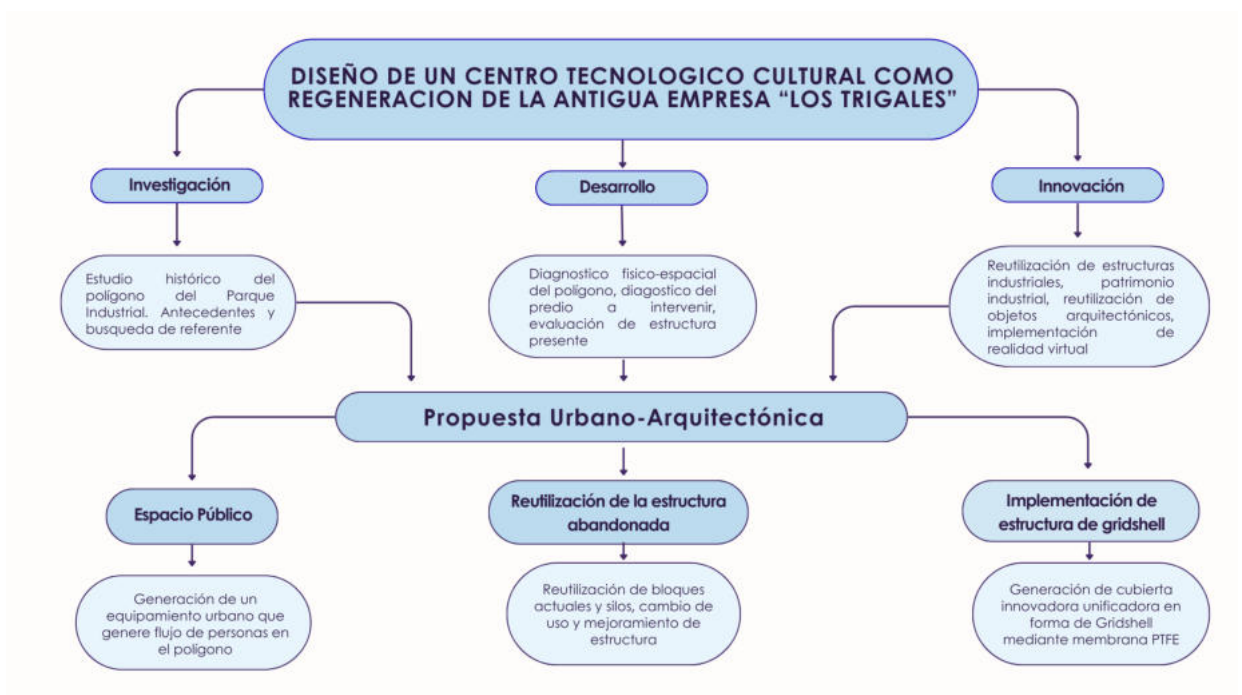 DISEÑO DE UN CENTRO TECNOLOGICO CULTURAL COMO
REGENERACION DE LA ANTIGUA EMPRESA “LOS TRIGALES”
Investigación
Desarrollo
Innovación
Estudio histórico del
polígono del Parque
Industrial. Antecedentes y
busqueda de referente
Diagnostico fisico-espacial
del polígono, diagostico del
predio a intervenir,
evaluación de estructura
presente
Reutilización de estructuras
industriales, patrimonio
industrial, reutilización de
objetos arquitectónicos,
implementación de
realidad virtual
Propuesta Urbano-Arquitectónica
Espacio Público
Reutilización de la estructura
abandonada
Implementación de
estructura de gridshell
Generación de un
equipamiento urbano que
genere flujo de personas en
el polígono
Reutilización de bloques
actuales y silos, cambio de
uso y mejoramiento de
estructura
Generación de cubierta
innovadora unificadora en
forma de Gridshell
mediante membrana PTFE